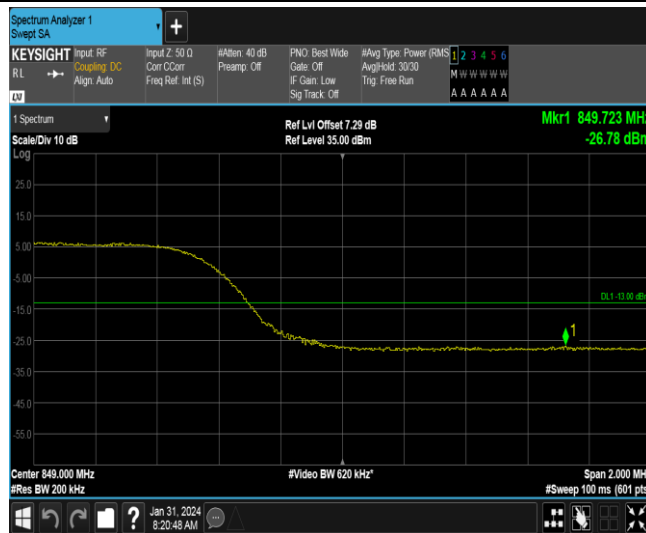 Spectrum Analyzer 1
Swept SA
+
KEYSIGHT
RL
LXI
Input: RF
Coupling: DC
Align: Auto
Input Z: 50 Ω
Corr CCorr
Freq Ref: Int (S)
#Atten: 40 dB
Preamp: Off
PNO: Best Wide
Gate: Off
IF Gain: Low
Sig Track: Off
#Avg Type: Power (RMS
Avg|Hold: 30/30
Trig: Free Run
1 2 3 4 5 6
M W W W W W
A A A A A A
1 Spectrum
Scale/Div 10 dB
Ref Lvl Offset 7.29 dB
Ref Level 35.00 dBm
Mkr1 849.723 MHz
-26.78 dBm
Log
25.0
15.0
5.00
-5.00
DL1 -13.00 dBm
-15.0
1
-25.0
-35.0
-45.0
-55.0
Center 849.000 MHz
#Video BW 620 kHz*
Span 2.000 MHz
#Res BW 200 kHz
#Sweep 100 ms (601 pts
?
Jan 31, 2024
8:20:48 AM